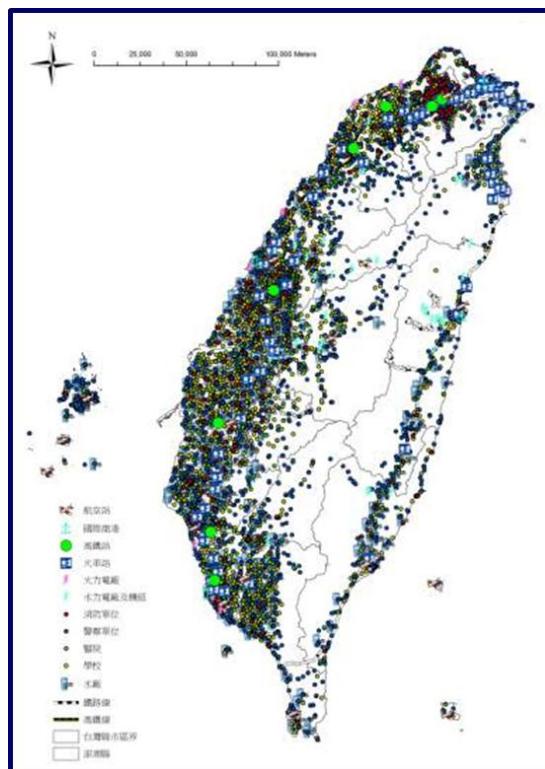 N
0 25,000 50,000 100,000 Meters
航空站
國際商港
高鐵站
火車站
火力電廠
水力電廠及機組
消防單位
警察單位
醫院
學校
水廠
鐵路線
高鐵線
台灣縣市區界
澎湖縣